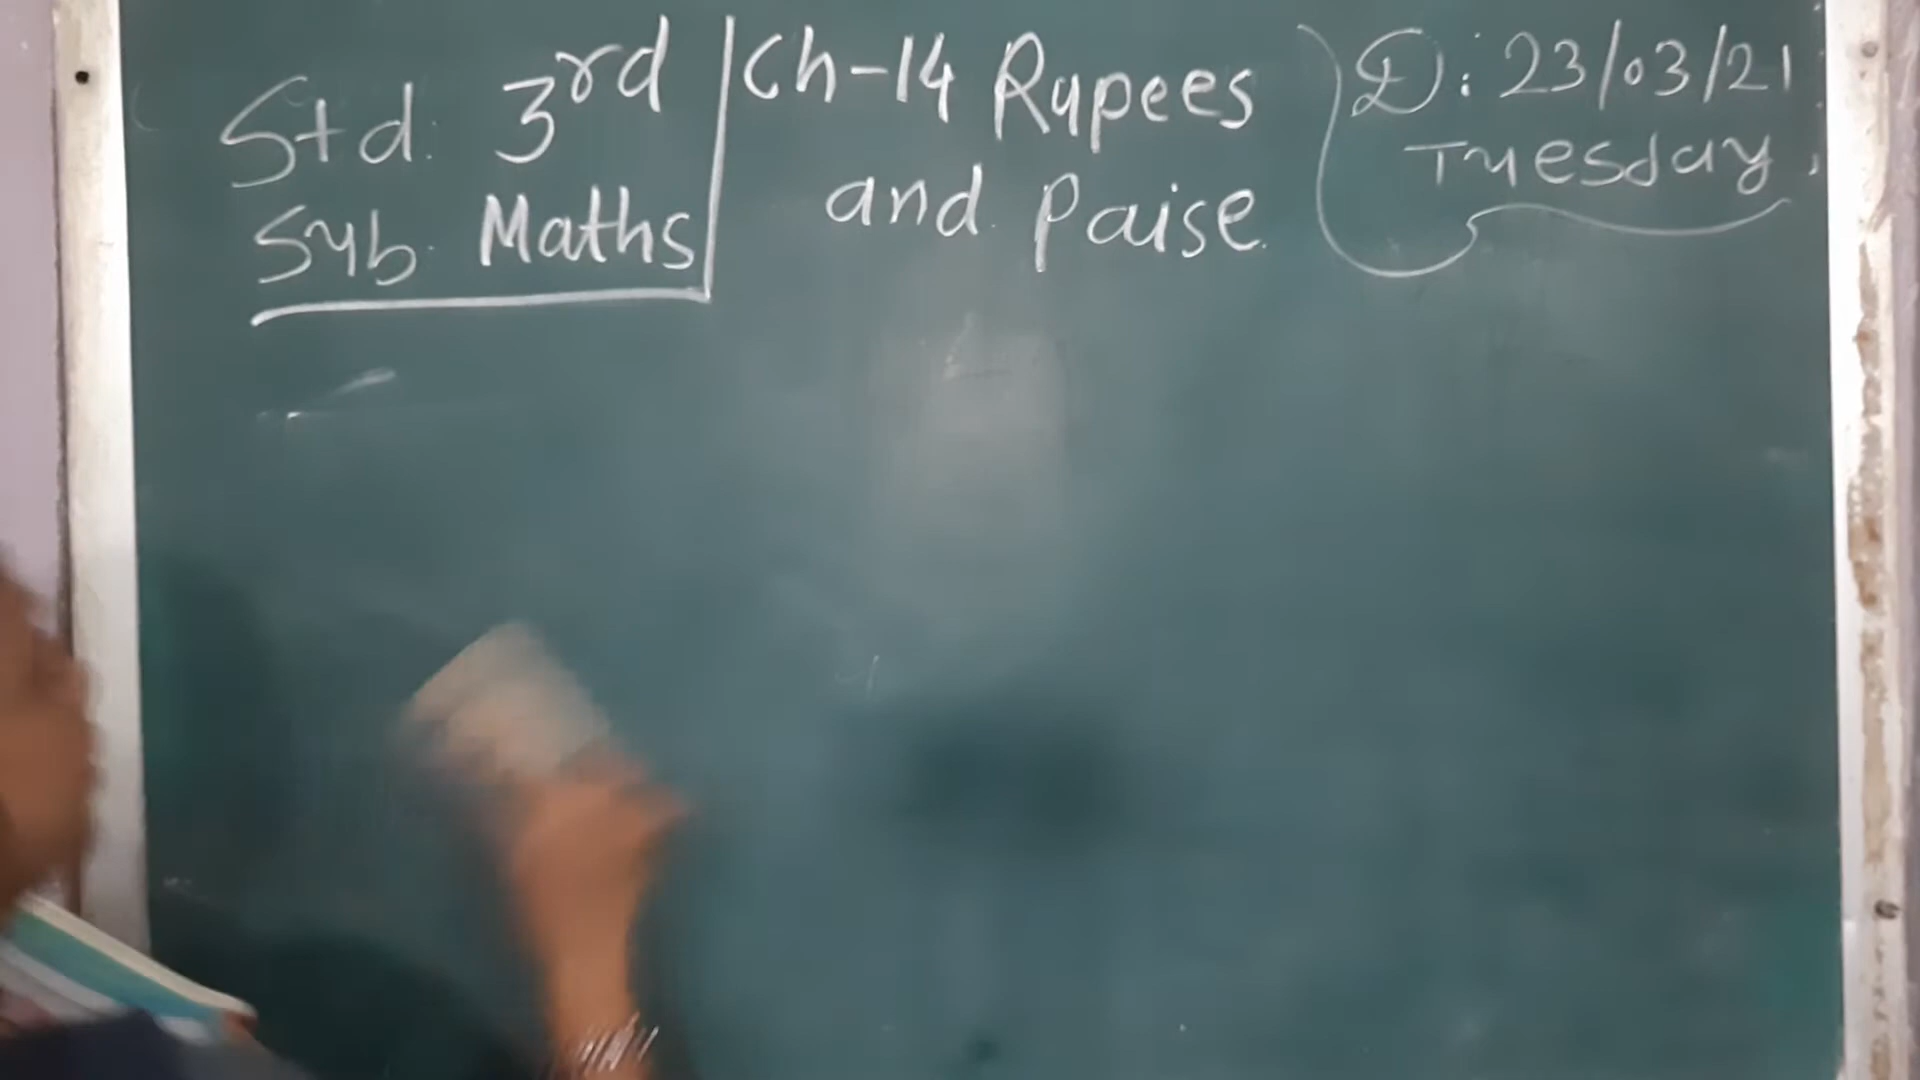 Std. 3rd
Sub. Maths
Ch-14 Rupees
and Paise.
D: 23/03/21
Tuesday,